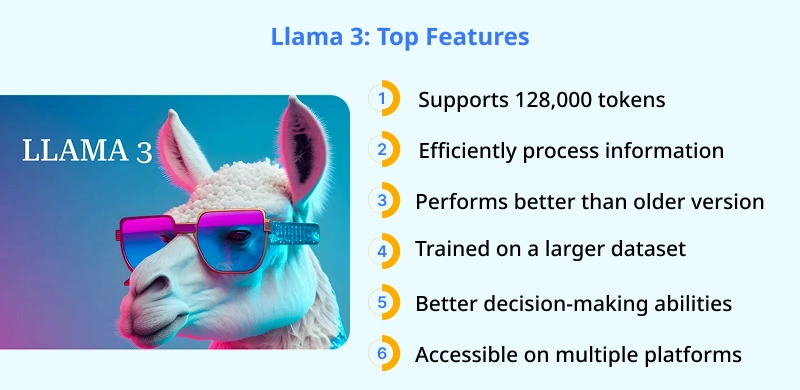 Llama 3: Top Features
LLAMA 3
1 Supports 128,000 tokens
2 Efficiently process information
3 Performs better than older version
4 Trained on a larger dataset
5 Better decision-making abilities
6 Accessible on multiple platforms